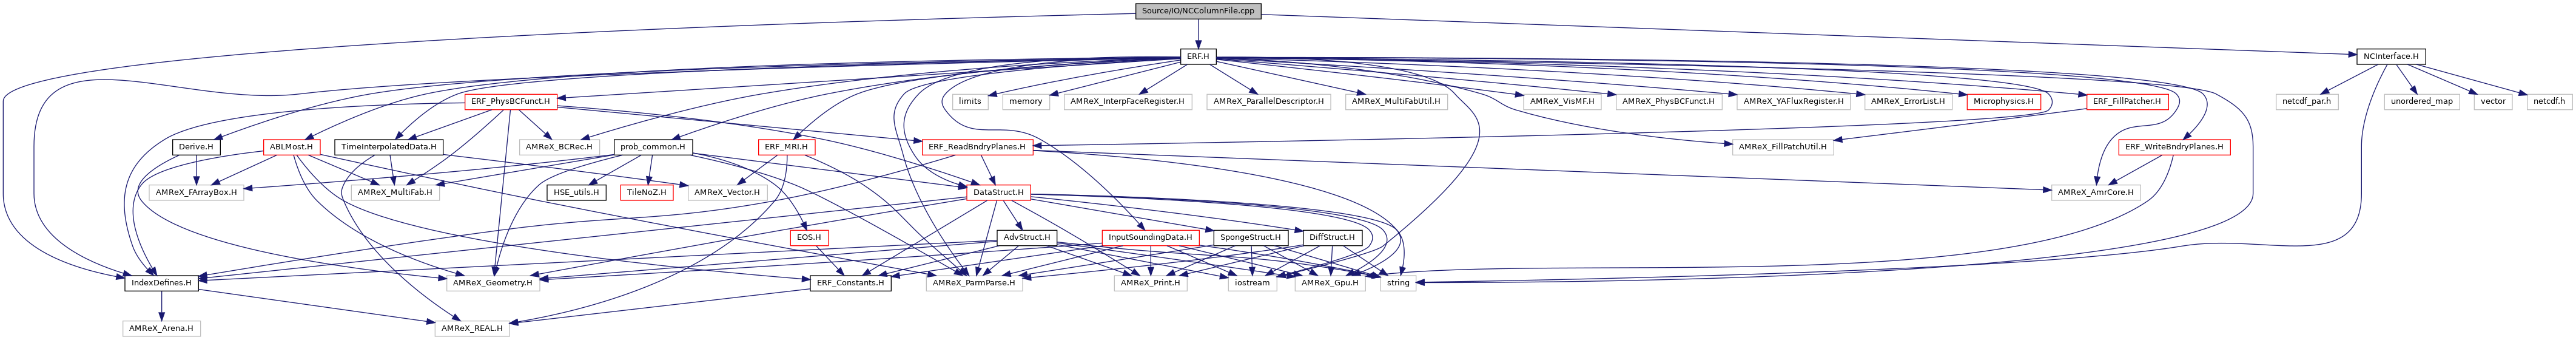 Source/IO/NCColumnFile.cpp
ERF.H
NCInterface.H
ERF_PhysBCFunct.H
limits
memory
AMReX_InterpFaceRegister.H
AMReX_ParallelDescriptor.H
AMReX_MultiFabUtil.H
AMReX_VisMF.H
AMReX_PhysBCFunct.H
AMReX_YAFluxRegister.H
AMReX_ErrorList.H
Microphysics.H
ERF_FillPatcher.H
netcdf_par.h
unordered_map
vector
netcdf.h
Derive.H
ABLMost.H
TimeInterpolatedData.H
AMReX_BCRec.H
prob_common.H
ERF_MRI.H
ERF_ReadBndryPlanes.H
AMReX_FillPatchUtil.H
ERF_WriteBndryPlanes.H
AMReX_FArrayBox.H
AMReX_MultiFab.H
HSE_utils.H
TileNoZ.H
AMReX_Vector.H
DataStruct.H
AMReX_AmrCore.H
EOS.H
AdvStruct.H
InputSoundingData.H
SpongeStruct.H
DiffStruct.H
IndexDefines.H
AMReX_Geometry.H
ERF_Constants.H
AMReX_ParmParse.H
AMReX_Print.H
iostream
AMReX_Gpu.H
string
AMReX_Arena.H
AMReX_REAL.H